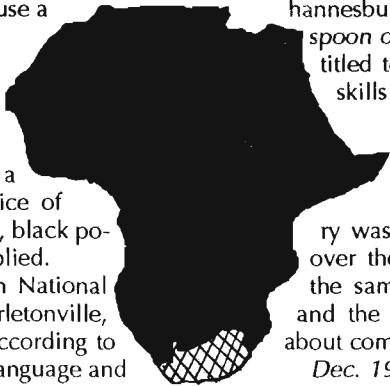 use a
a
ice of
, black po-
plied.
n National
rletonville,
ccording to
anguage and
hannesbu
spoon o
titled t
skills
ry was
over the
the sam
and the
about com
Dec. 19